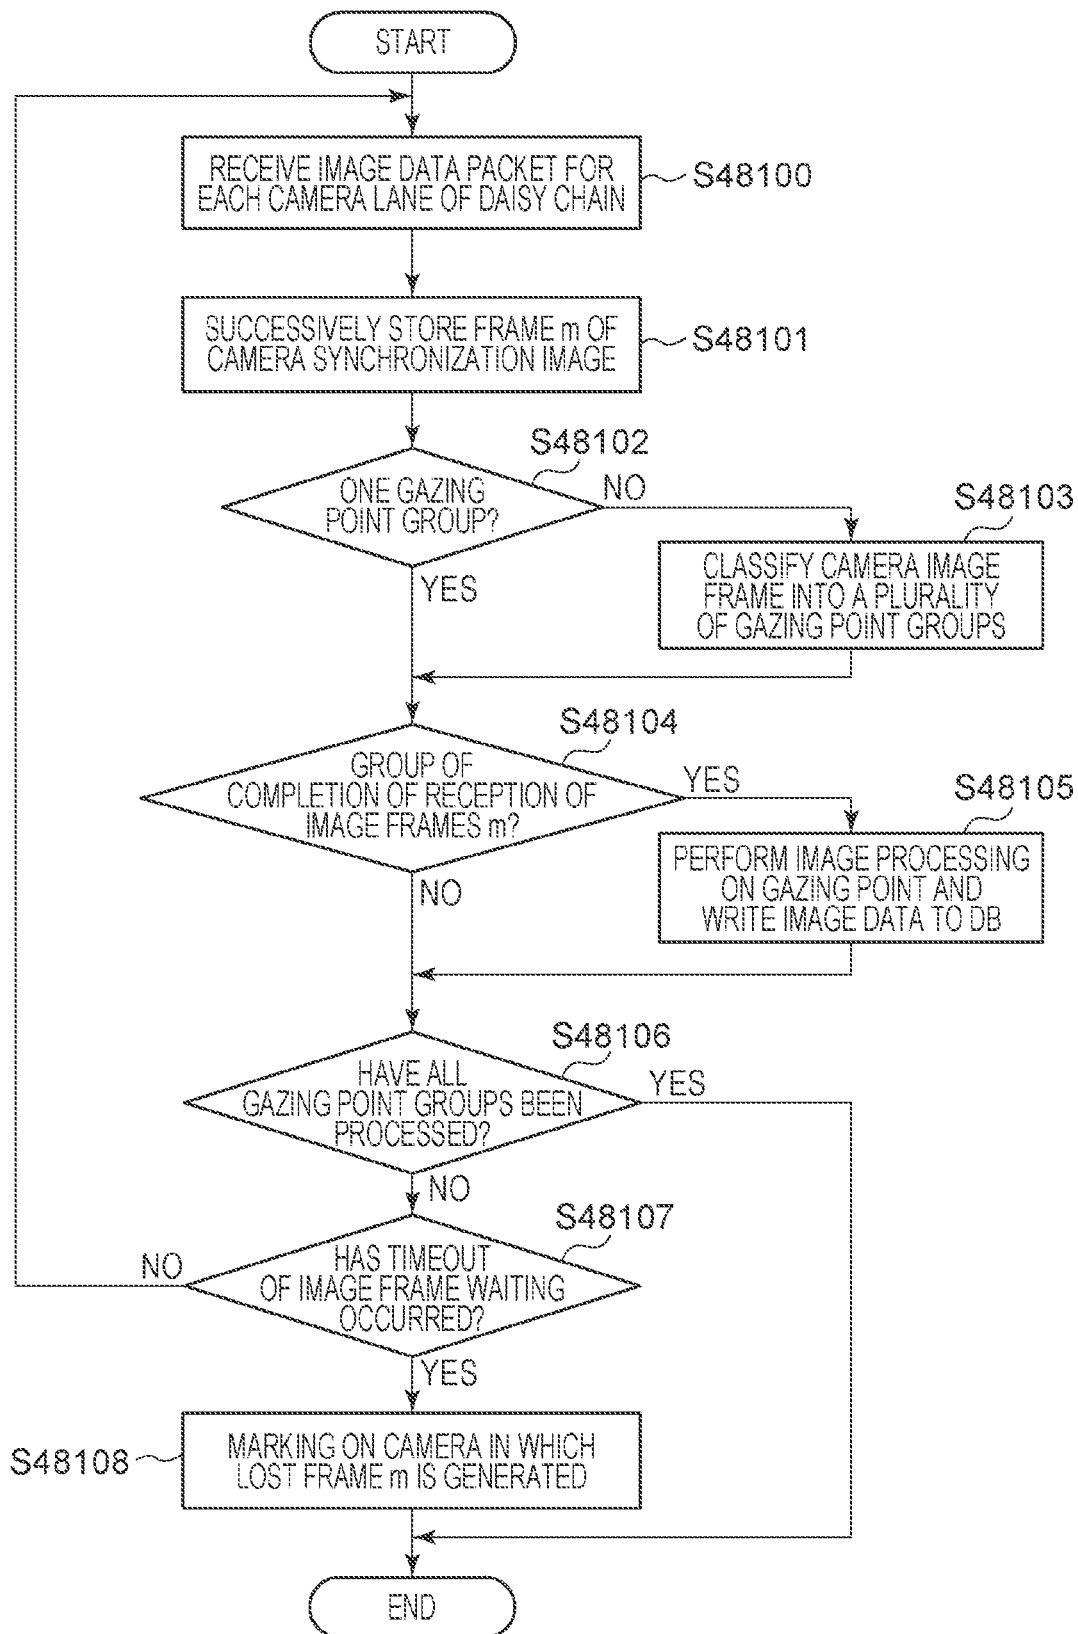 START
RECEIVE IMAGE DATA PACKET FOR
EACH CAMERA LANE OF DAISY CHAIN
S48100
SUCCESSIVELY STORE FRAME m OF
CAMERA SYNCHRONIZATION IMAGE
S48101
S48102
ONE GAZING
POINT GROUP?
NO
YES
S48103
CLASSIFY CAMERA IMAGE
FRAME INTO A PLURALITY
OF GAZING POINT GROUPS
S48104
GROUP OF
COMPLETION OF RECEPTION OF
IMAGE FRAMES m?
YES
NO
S48105
PERFORM IMAGE PROCESSING
ON GAZING POINT AND
WRITE IMAGE DATA TO DB
S48106
HAVE ALL
GAZING POINT GROUPS BEEN
PROCESSED?
YES
NO
S48107
HAS TIMEOUT
OF IMAGE FRAME WAITING
OCCURRED?
NO
YES
S48108
MARKING ON CAMERA IN WHICH
LOST FRAME m IS GENERATED
END